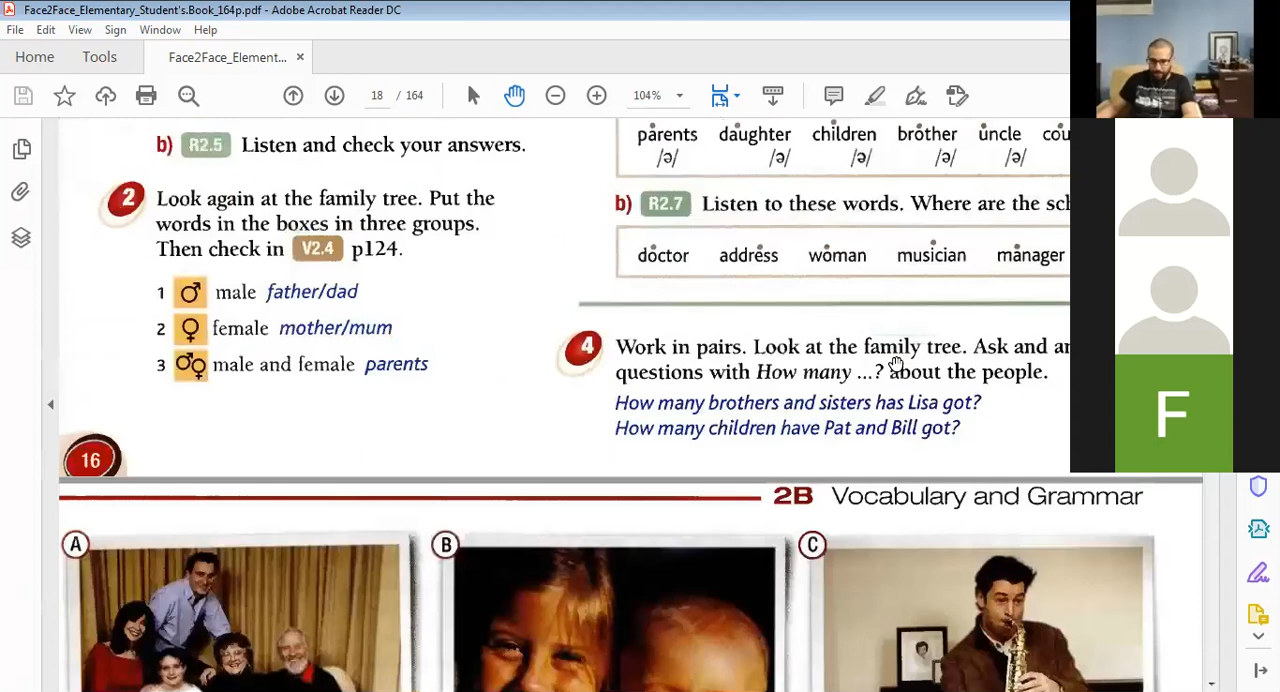 Face2Face_Elementary_Student's.Book_164p.pdf - Adobe Acrobat Reader DC
File Edit View Sign Window Help
Home Tools Face2Face_Element... ×
18 / 164 104%
b) R2.5 Listen and check your answers.
2 Look again at the family tree. Put the
words in the boxes in three groups.
Then check in V2.4 p124.
1 ♂ male father/dad
2 ♀ female mother/mum
3 ⚤ male and female parents
16
parents daughter children brother uncle cou
/ə/ /ə/ /ə/ /ə/ /ə/
b) R2.7 Listen to these words. Where are the sch
doctor address woman musician manager
4 Work in pairs. Look at the family tree. Ask and an
questions with How many ...? about the people.
How many brothers and sisters has Lisa got?
How many children have Pat and Bill got?
2B Vocabulary and Grammar
A
B
C
F